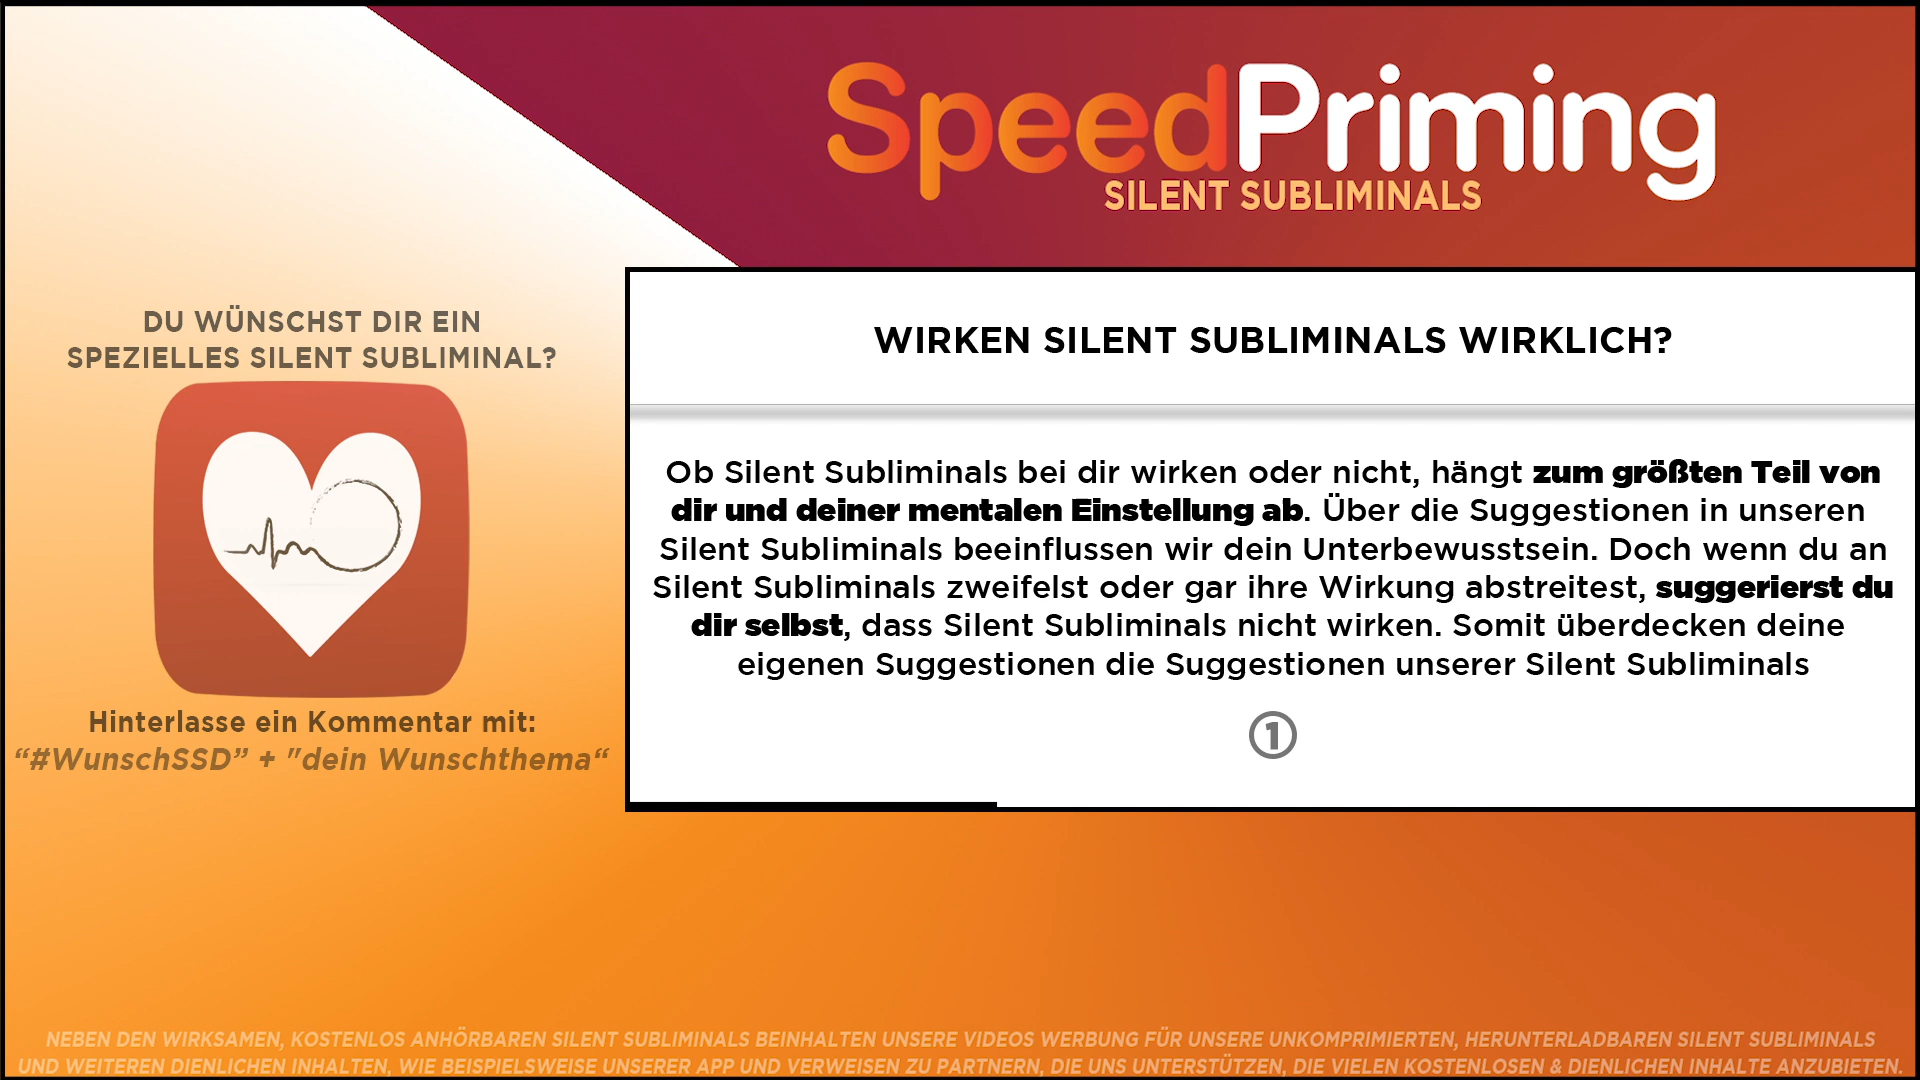 SpeedPriming
SILENT SUBLIMINALS
DU WÜNSCHST DIR EIN
SPEZIELLES SILENT SUBLIMINAL?
Hinterlasse ein Kommentar mit:
“#WunschSSD” + "dein Wunschthema“
WIRKEN SILENT SUBLIMINALS WIRKLICH?
Ob Silent Subliminals bei dir wirken oder nicht, hängt zum größten Teil von
dir und deiner mentalen Einstellung ab. Über die Suggestionen in unseren
Silent Subliminals beeinflussen wir dein Unterbewusstsein. Doch wenn du an
Silent Subliminals zweifelst oder gar ihre Wirkung abstreitest, suggerierst du
dir selbst, dass Silent Subliminals nicht wirken. Somit überdecken deine
eigenen Suggestionen die Suggestionen unserer Silent Subliminals
①
NEBEN DEN WIRKSAMEN, KOSTENLOS ANHÖRBAREN SILENT SUBLIMINALS BEINHALTEN UNSERE VIDEOS WERBUNG FÜR UNSERE UNKOMPRIMIERTEN, HERUNTERLADBAREN SILENT SUBLIMINALS
UND WEITEREN DIENLICHEN INHALTEN, WIE BEISPIELSWEISE UNSERER APP UND VERWEISEN ZU PARTNERN, DIE UNS UNTERSTÜTZEN, DIE VIELEN KOSTENLOSEN & DIENLICHEN INHALTE ANZUBIETEN.